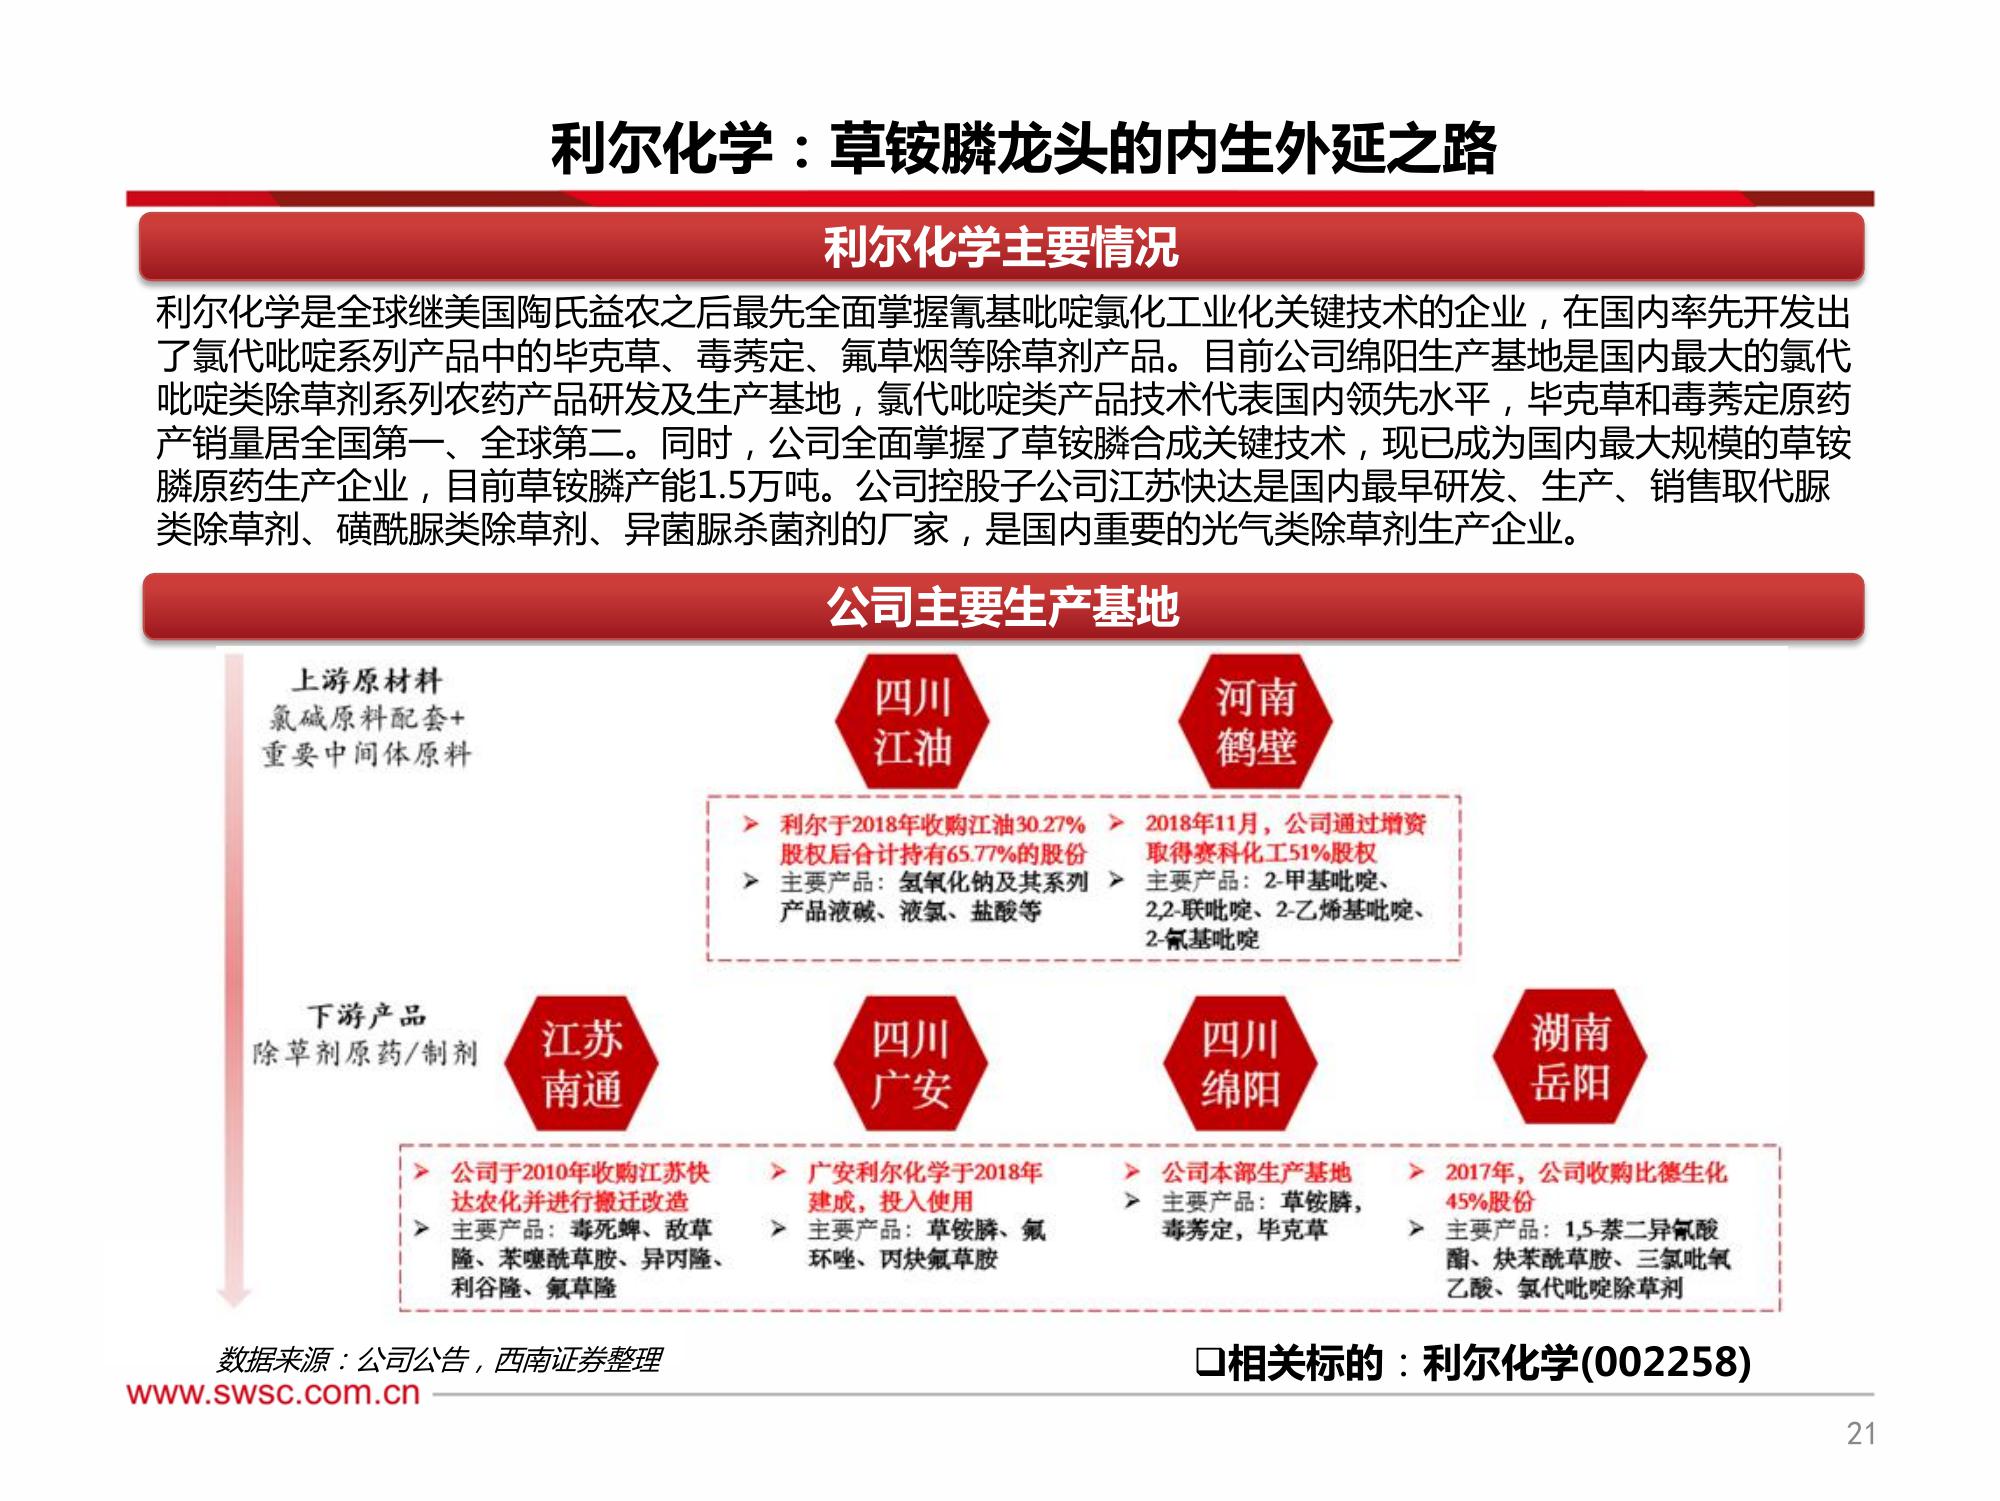 利尔化学：草铵膦龙头的内生外延之路
利尔化学主要情况
利尔化学是全球继美国陶氏益农之后最先全面掌握氰基吡啶氯化工业化关键技术的企业，在国内率先开发出
了氯代吡啶系列产品中的毕克草、毒莠定、氟草烟等除草剂产品。目前公司绵阳生产基地是国内最大的氯代
吡啶类除草剂系列农药产品研发及生产基地，氯代吡啶类产品技术代表国内领先水平，毕克草和毒莠定原药
产销量居全国第一、全球第二。同时，公司全面掌握了草铵膦合成关键技术，现已成为国内最大规模的草铵
膦原药生产企业，目前草铵膦产能1.5万吨。公司控股子公司江苏快达是国内最早研发、生产、销售取代脲
类除草剂、磺酰脲类除草剂、异菌脲杀菌剂的厂家，是国内重要的光气类除草剂生产企业。
公司主要生产基地
上游原材料
氯碱原料配套+
重要中间体原料
四川
江油
河南
鹤壁
➢ 利尔于2018年收购江油30.27%
股权后合计持有65.77%的股份
➢ 主要产品：氢氧化钠及其系列
产品液碱、液氯、盐酸等
➢ 2018年11月，公司通过增资
取得赛科化工51%股权
➢ 主要产品：2-甲基吡啶、
2,2-联吡啶、2-乙烯基吡啶、
2-氰基吡啶
下游产品
除草剂原药/制剂
江苏
南通
四川
广安
四川
绵阳
湖南
岳阳
➢ 公司于2010年收购江苏快
达农化并进行搬迁改造
➢ 主要产品：毒死蜱、敌草
隆、苯噻酰草胺、异丙隆、
利谷隆、氟草隆
➢ 广安利尔化学于2018年
建成，投入使用
➢ 主要产品：草铵膦、氟
环唑、丙炔氟草胺
➢ 公司本部生产基地
➢ 主要产品：草铵膦，
毒莠定，毕克草
➢ 2017年，公司收购比德生化
45%股份
➢ 主要产品：1,5-萘二异氰酸
酯、炔苯酰草胺、三氯吡氧
乙酸、氯代吡啶除草剂
数据来源：公司公告，西南证券整理
❑相关标的：利尔化学(002258)
www.swsc.com.cn
21